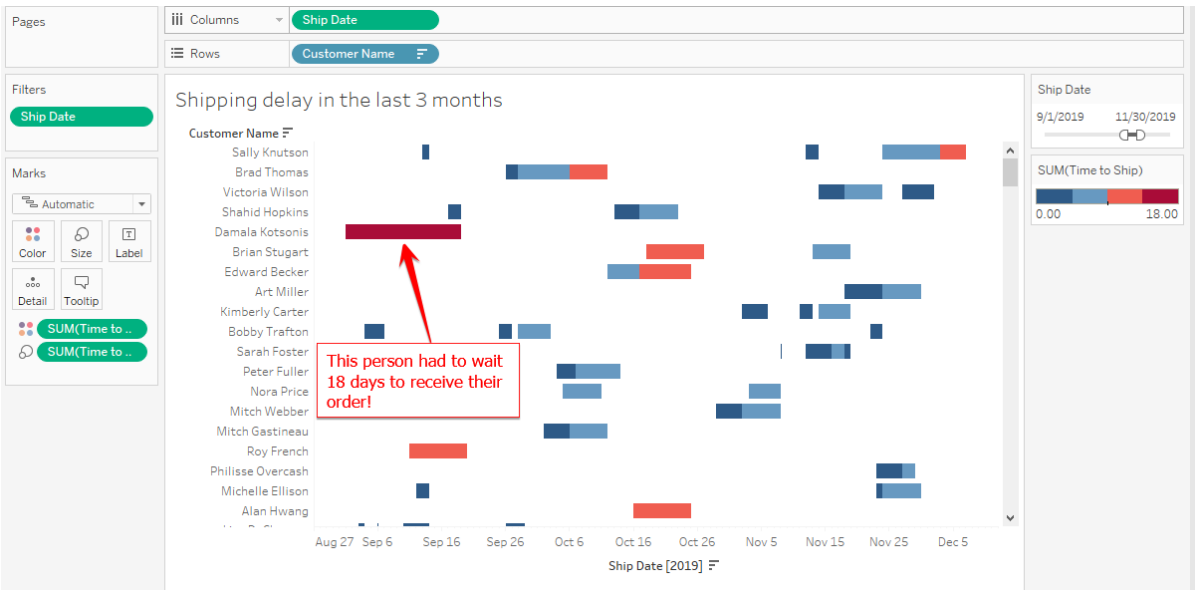 Pages
Columns
Ship Date
Rows
Customer Name
Filters
Ship Date
Marks
Automatic
Color
Size
Label
Detail
Tooltip
SUM(Time to ..
SUM(Time to ..
Shipping delay in the last 3 months
Customer Name
Sally Knutson
Brad Thomas
Victoria Wilson
Shahid Hopkins
Damala Kotsonis
Brian Stugart
Edward Becker
Art Miller
Kimberly Carter
Bobby Trafton
Sarah Foster
Peter Fuller
Nora Price
Mitch Webber
Mitch Gastineau
Roy French
Philisse Overcash
Michelle Ellison
Alan Hwang
This person had to wait
18 days to receive their
order!
Aug 27 Sep 6 Sep 16 Sep 26 Oct 6 Oct 16 Oct 26 Nov 5 Nov 15 Nov 25 Dec 5
Ship Date [2019]
Ship Date
9/1/2019 11/30/2019
SUM(Time to Ship)
0.00 18.00